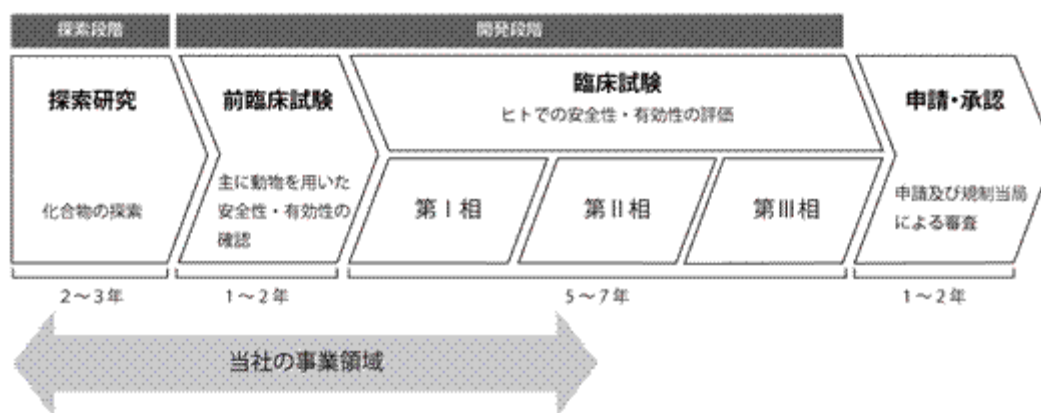 探索段階
開発段階
探索研究
化合物の探索
前臨床試験
主に動物を用いた
安全性・有効性の
確認
臨床試験
ヒトでの安全性・有効性の評価
第Ⅰ相
第Ⅱ相
第Ⅲ相
申請・承認
申請及び規制当局
による審査
2～3年
1～2年
5～7年
1～2年
当社の事業領域